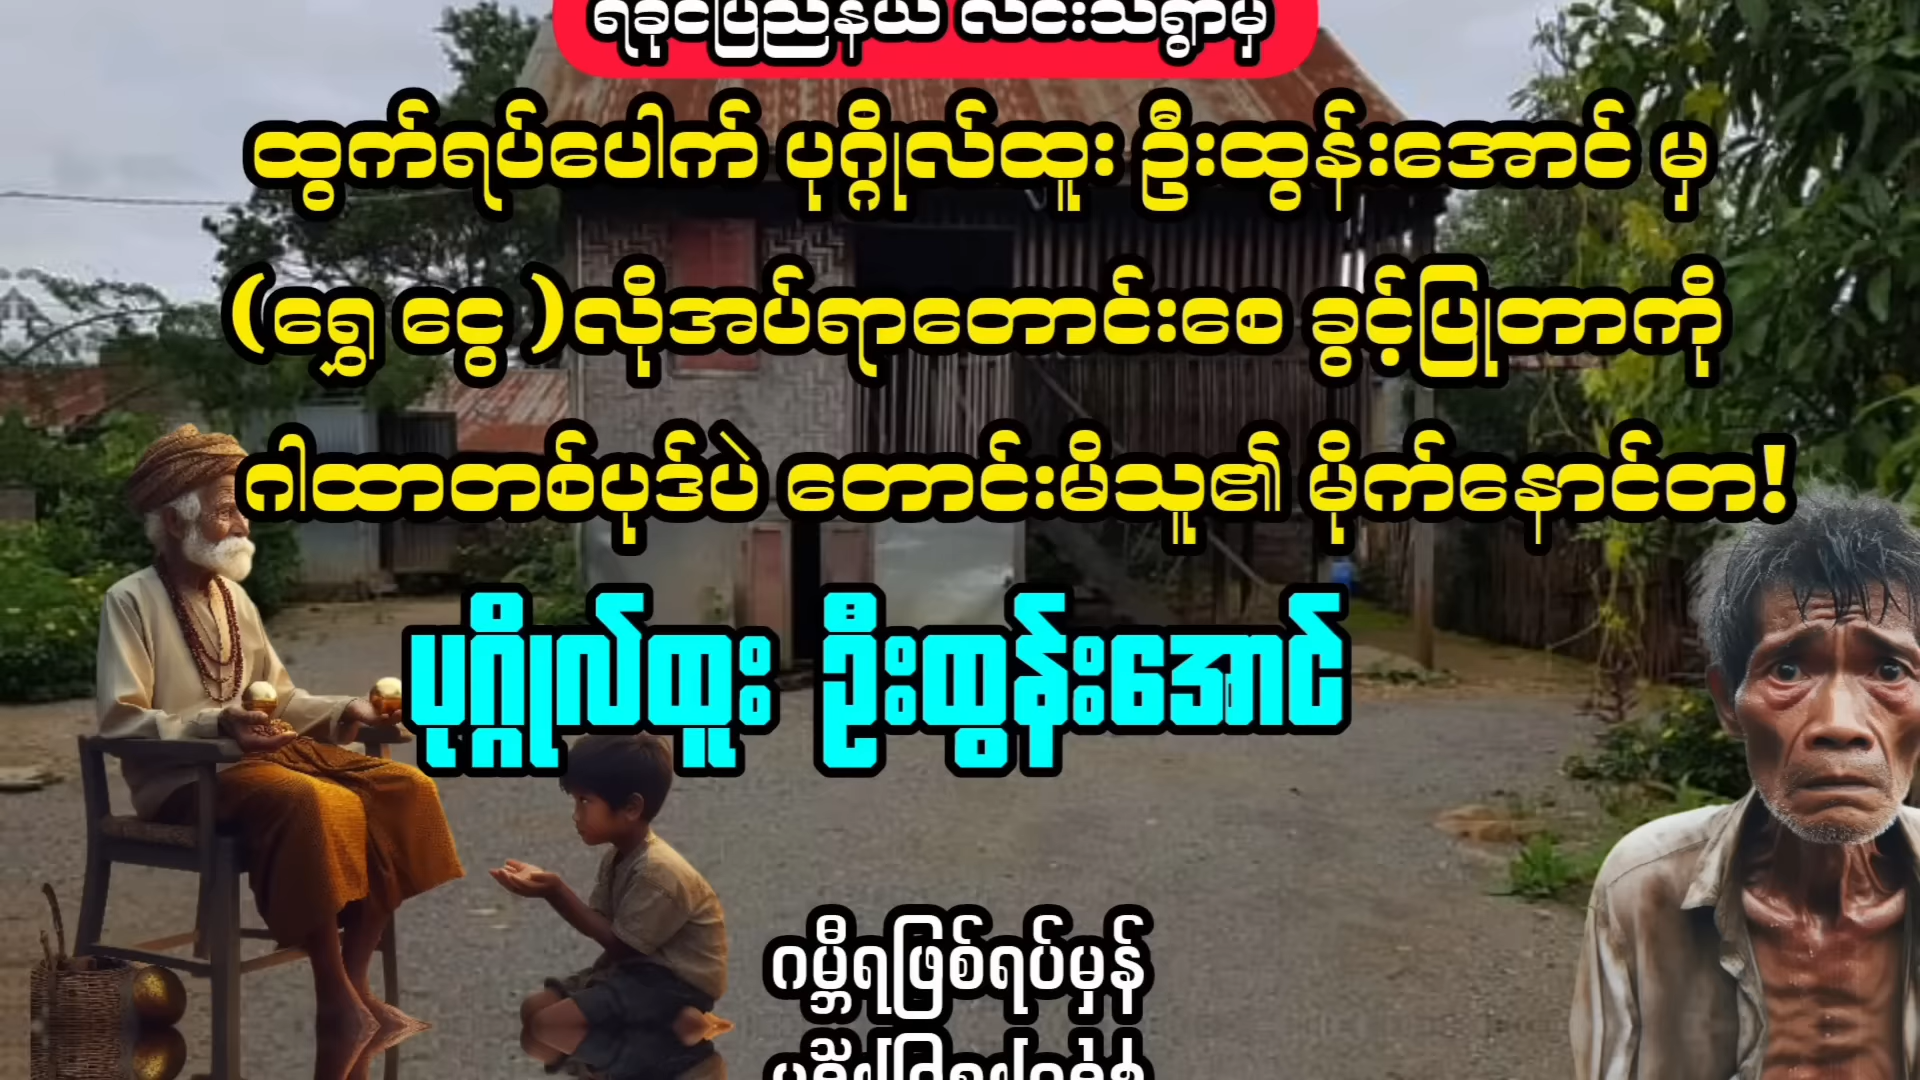 ရခိုင်ပြည်နယ် လင်းသရွာမှ
ထွက်ရပ်ပေါက် ပုဂ္ဂိုလ်ထူး ဦးထွန်းအောင် မှ
(ရွှေ ငွေ )လိုအပ်ရာတောင်းစေ ခွင့်ပြုတာကို
ဂါထာတစ်ပုဒ်ပဲ တောင်းမိသူ၏ မိုက်နောင်တ!
ပုဂ္ဂိုလ်ထူး ဦးထွန်းအောင်
ဂမ္ဘီရဖြစ်ရပ်မှန်